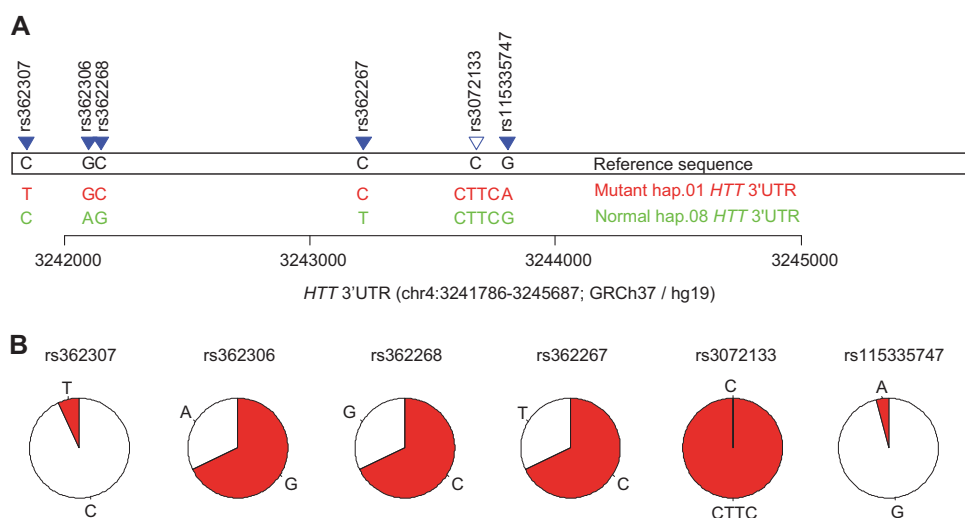 A
rs362307 rs362306 rs362268 rs362267 rs3072133 rs115335747
C GC C C G Reference sequence
T GC C CTTCA Mutant hap.01 HTT 3'UTR
C AG T CTTCG Normal hap.08 HTT 3'UTR
3242000 3243000 3244000 3245000
HTT 3'UTR (chr4:3241786-3245687; GRCh37 / hg19)
B
rs362307 rs362306 rs362268 rs362267 rs3072133 rs115335747
T A G T C A
C G C C CTTC G